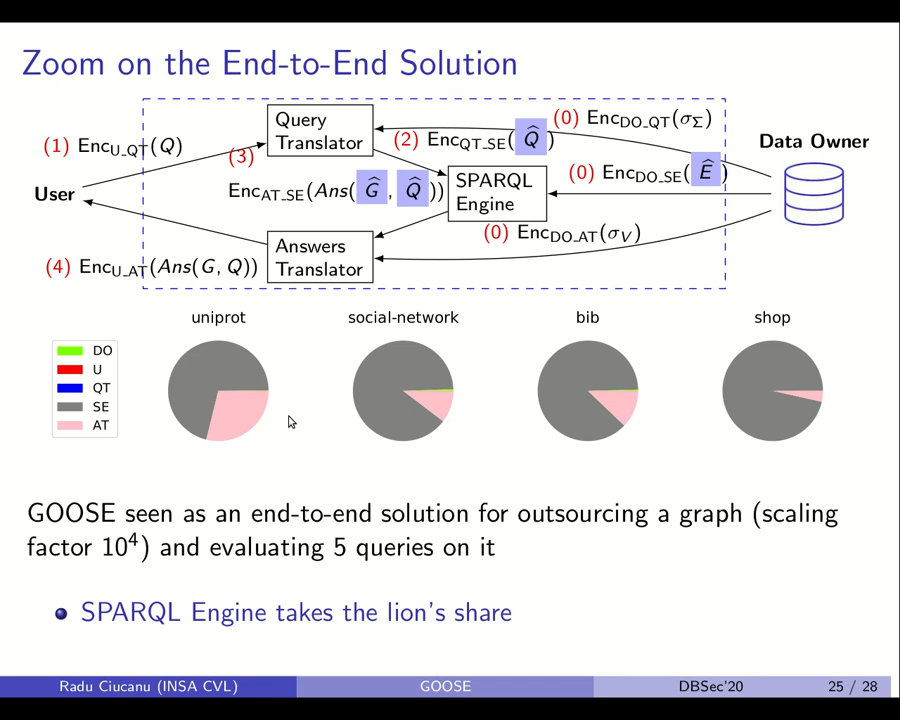 Zoom on the End-to-End Solution
(0) Enc_DO_QT(σ_Σ)
Query
Translator
(1) Enc_U_QT(Q)
(2) Enc_QT_SE(Q̂)
Data Owner
(3)
Enc_AT_SE(Ans(Ĝ, Q̂))
(0) Enc_DO_SE(Ê)
User
SPARQL
Engine
(0) Enc_DO_AT(σ_V)
Answers
Translator
(4) Enc_U_AT(Ans(G, Q))
uniprot social-network bib shop
DO
U
QT
SE
AT
GOOSE seen as an end-to-end solution for outsourcing a graph (scaling
factor 10⁴) and evaluating 5 queries on it
SPARQL Engine takes the lion's share
Radu Ciucanu (INSA CVL) GOOSE DBSec'20 25 / 28